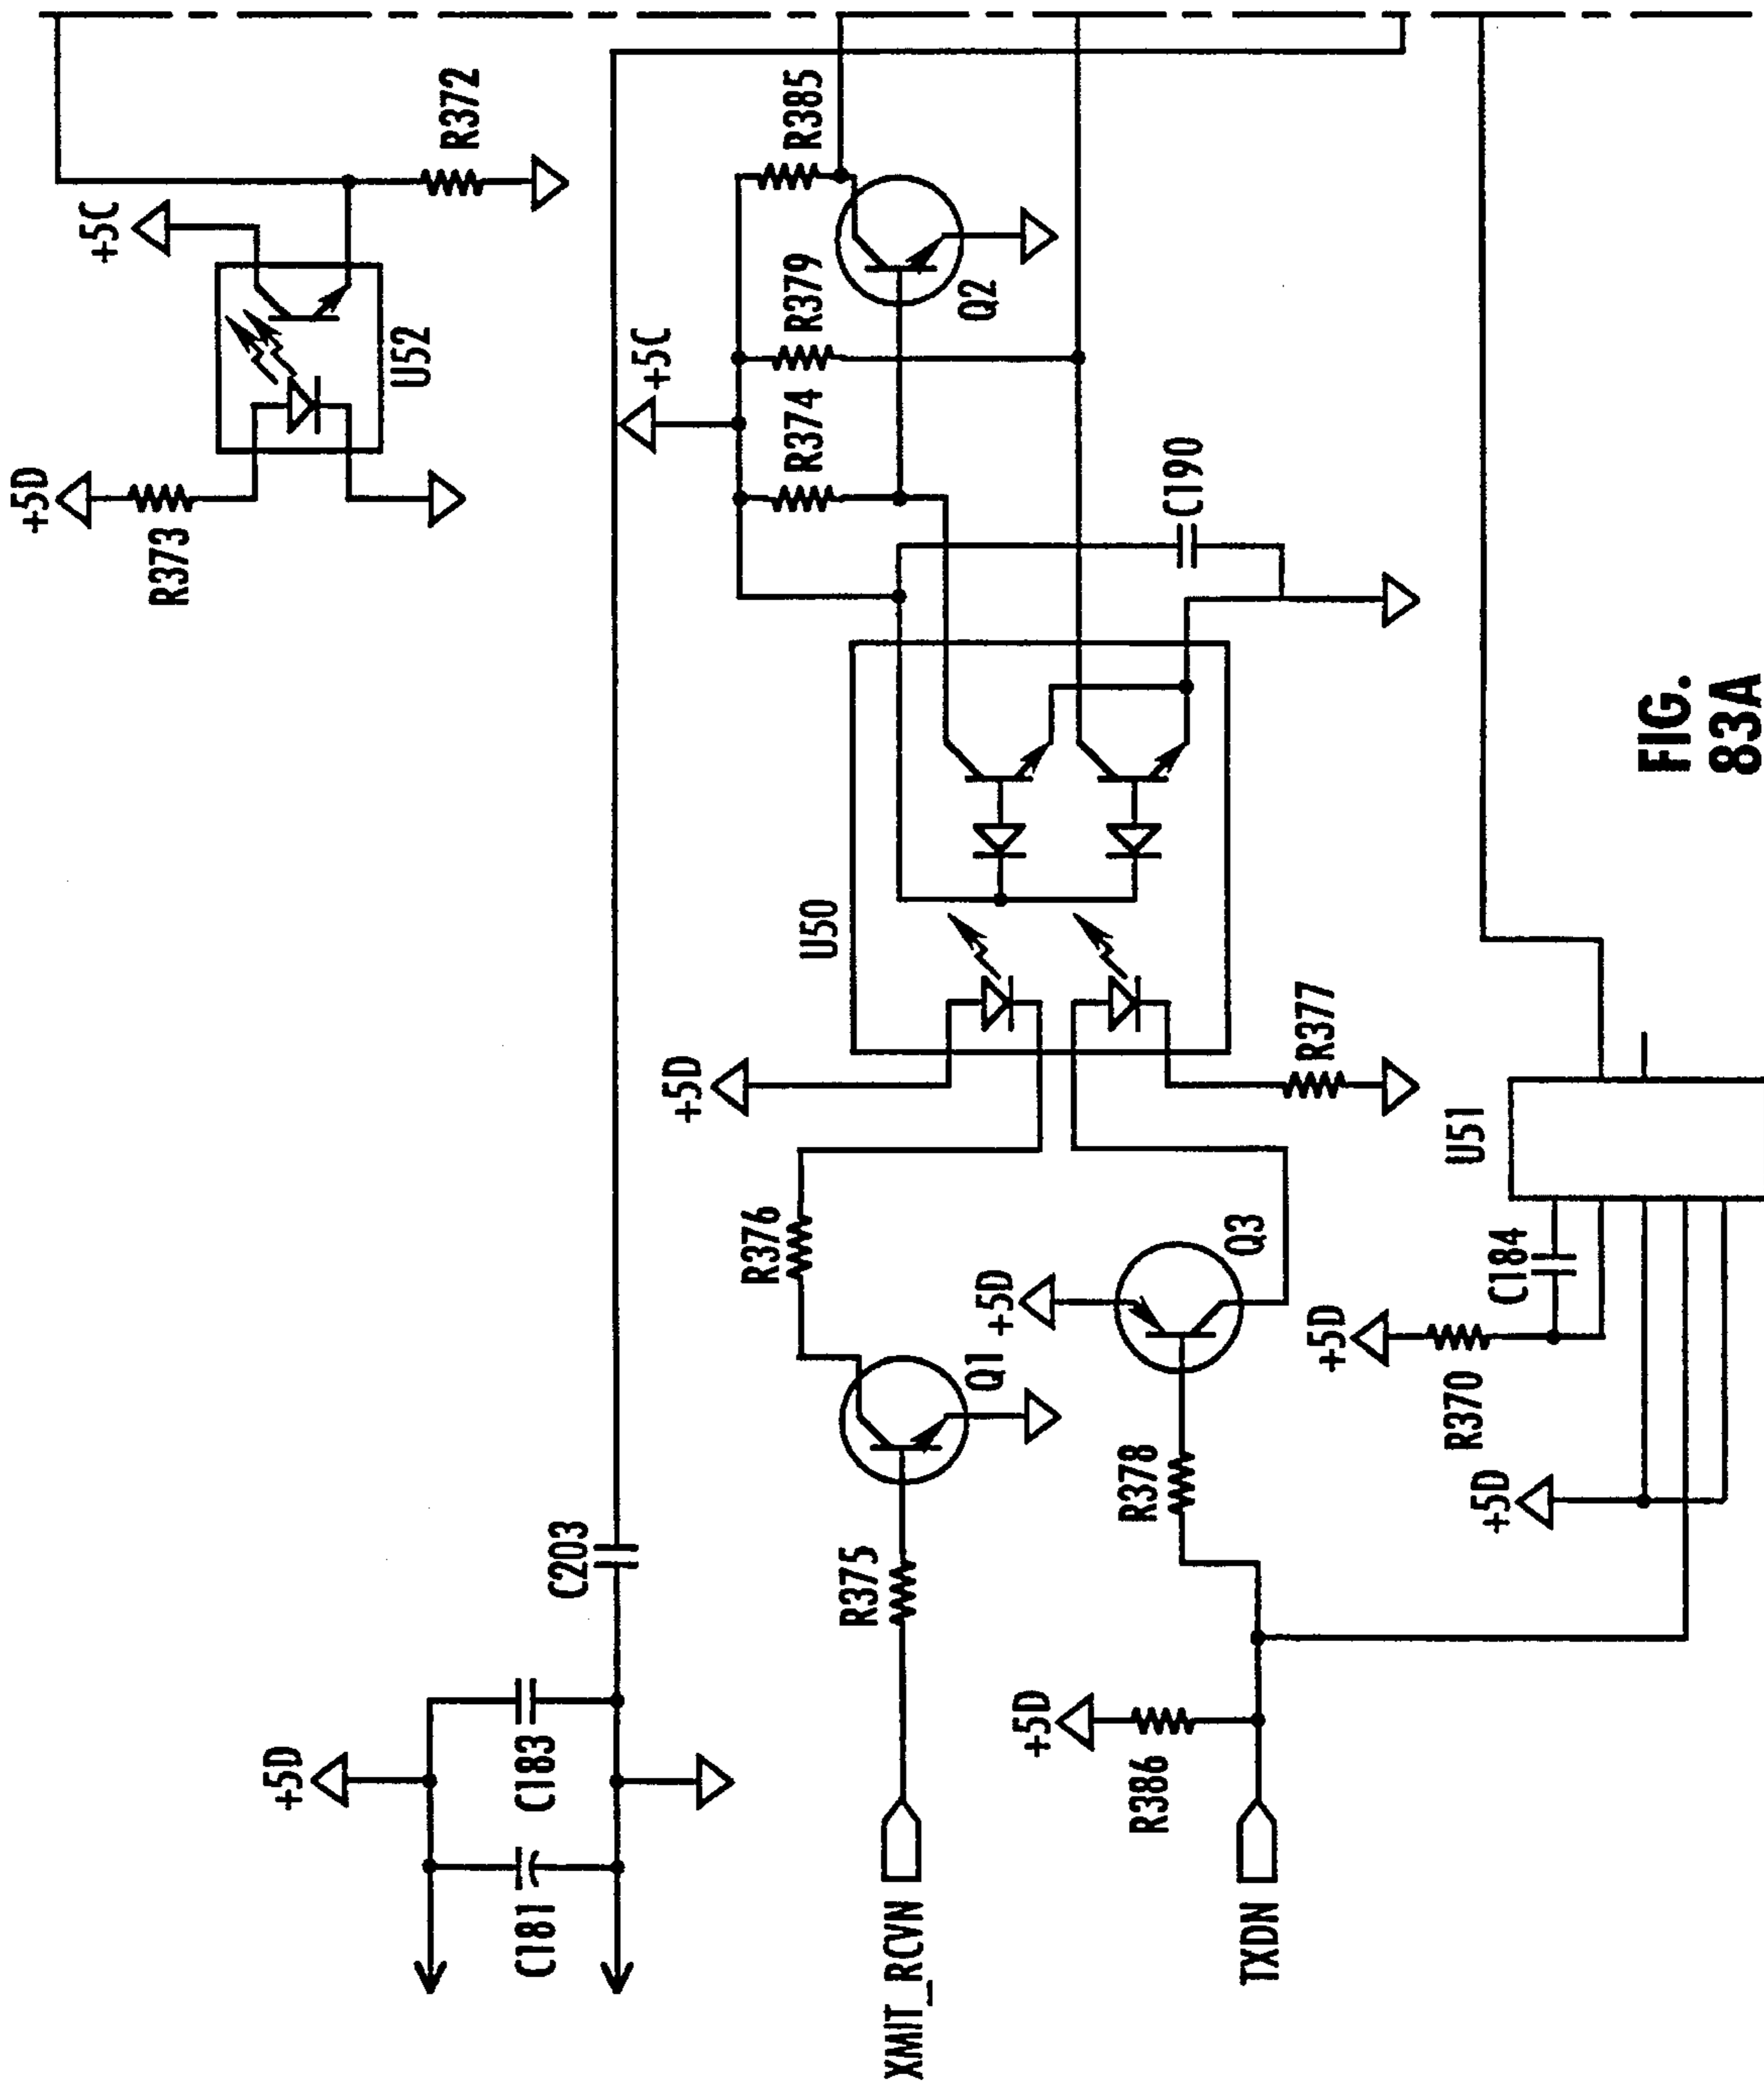 +5D
R373
+5C
U52
R372
+5C
R374
R379
R385
Q2
C190
U50
+5D
R377
R376
Q1
R375
XMIT_RCVN
C203
+5D
C183
C181
+5D
Q3
R378
+5D
R386
TXDN
+5D
R370
C184
+5D
U51
FIG.
83A